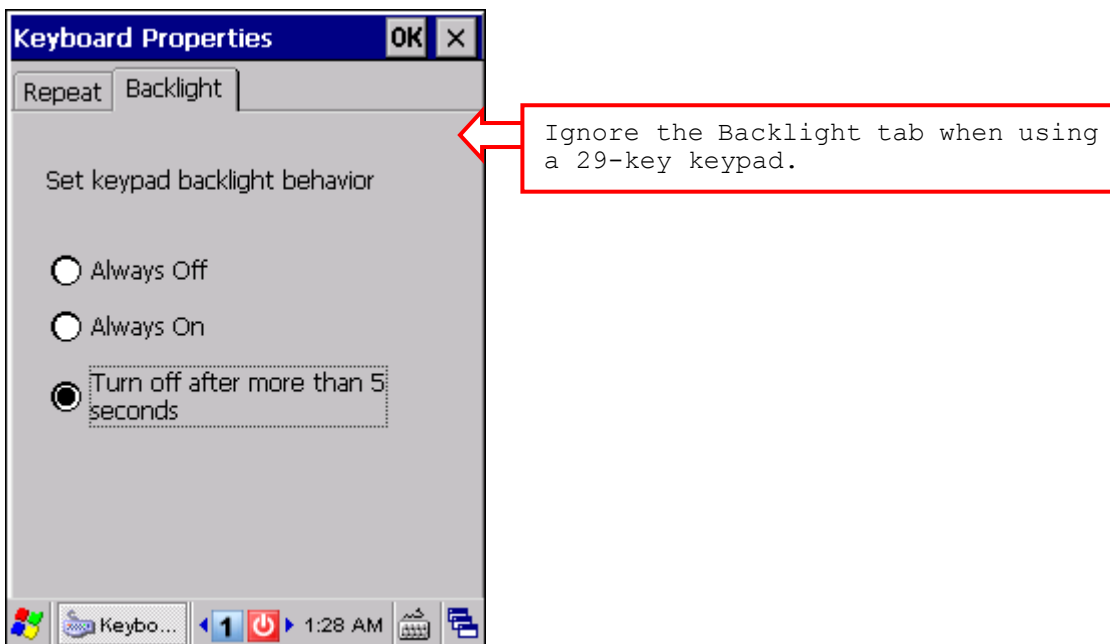 Keyboard Properties OK ×
Repeat Backlight
Ignore the Backlight tab when using
a 29-key keypad.
Set keypad backlight behavior
Always Off
Always On
Turn off after more than 5
seconds
Keybo... 1 1:28 AM